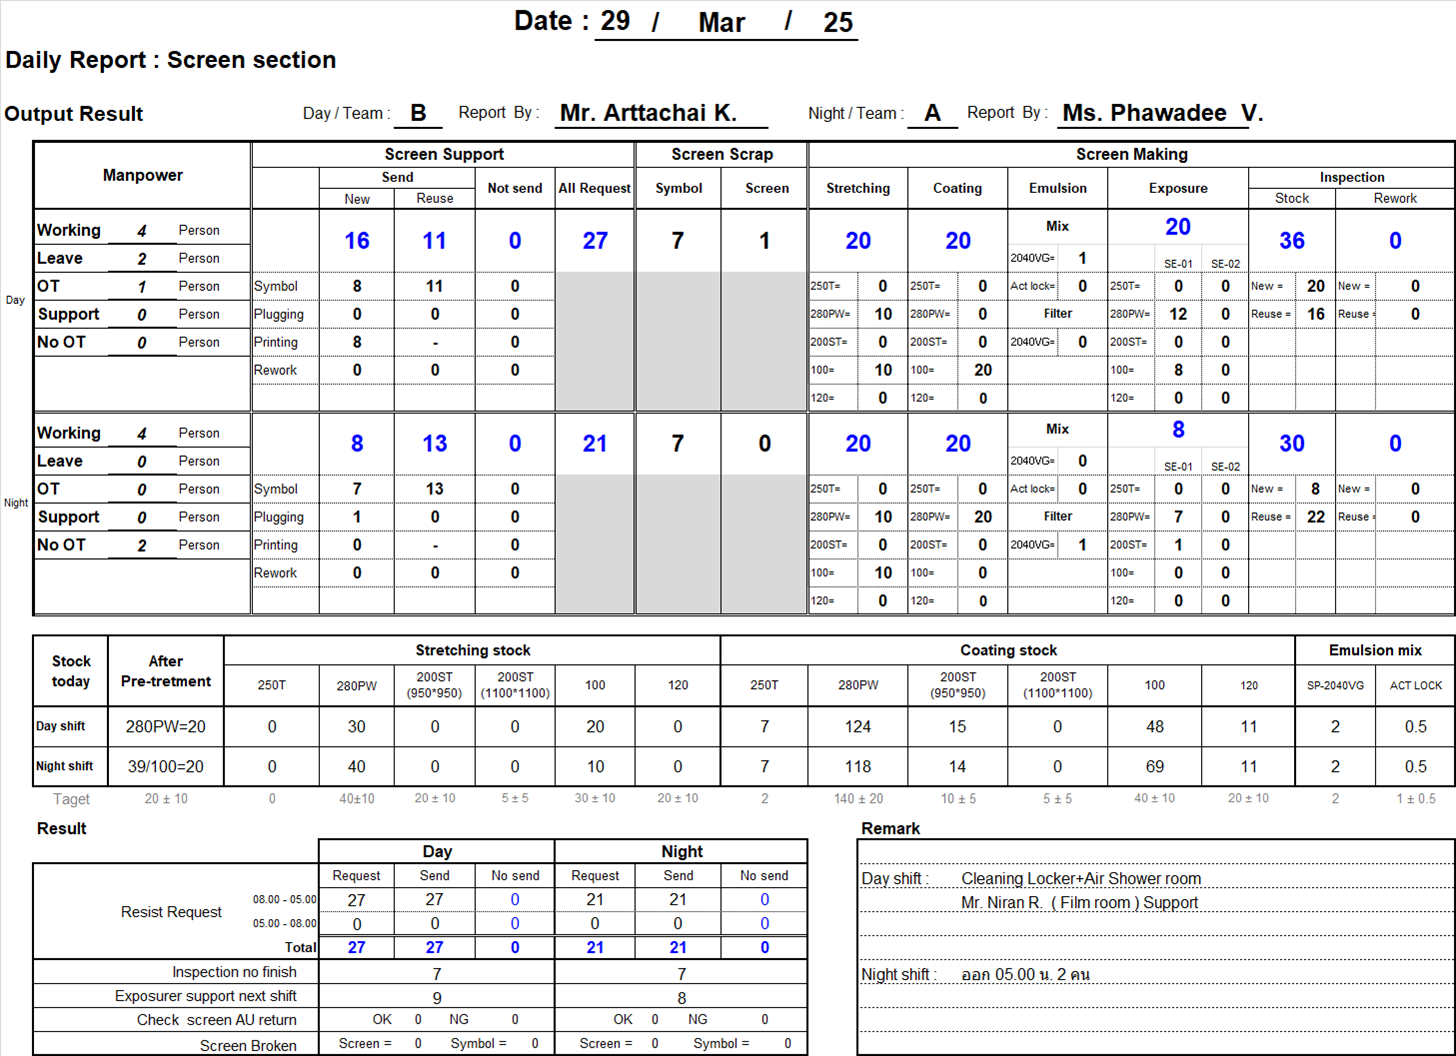 Date : 29 / Mar / 25
Daily Report : Screen section
Output Result Day / Team : B Report By : Mr. Arttachai K. Night / Team : A Report By : Ms. Phawadee V.
Manpower Screen Support Screen Scrap Screen Making
Send Not send All Request Symbol Screen Stretching Coating Emulsion Exposure Inspection
New Reuse Stock Rework
Day
Working 4 Person 16 11 0 27 7 1 20 20 Mix 20 36 0
Leave 2 Person 2040VG= 1 SE-01 SE-02
OT 1 Person Symbol 8 11 0 250T= 0 250T= 0 Act lock= 0 250T= 0 0 New = 20 New = 0
Support 0 Person Plugging 0 0 0 280PW= 10 280PW= 0 Filter 280PW= 12 0 Reuse = 16 Reuse 0
No OT 0 Person Printing 8 - 0 200ST= 0 200ST= 0 2040VG= 0 200ST= 0 0
Rework 0 0 0 100= 10 100= 20 100= 8 0
120= 0 120= 0 120= 0 0
Night
Working 4 Person 8 13 0 21 7 0 20 20 Mix 8 30 0
Leave 0 Person 2040VG= 0 SE-01 SE-02
OT 0 Person Symbol 7 13 0 250T= 0 250T= 0 Act lock= 0 250T= 0 0 New = 8 New = 0
Support 0 Person Plugging 1 0 0 280PW= 10 280PW= 20 Filter 280PW= 7 0 Reuse = 22 Reuse 0
No OT 2 Person Printing 0 - 0 200ST= 0 200ST= 0 2040VG= 1 200ST= 1 0
Rework 0 0 0 100= 10 100= 0 100= 0 0
120= 0 120= 0 120= 0 0
Stock today After Pre-tretment Stretching stock Coating stock Emulsion mix
250T 280PW 200ST (950*950) 200ST (1100*1100) 100 120 250T 280PW 200ST (950*950) 200ST (1100*1100) 100 120 SP-2040VG ACT LOCK
Day shift 280PW=20 0 30 0 0 20 0 7 124 15 0 48 11 2 0.5
Night shift 39/100=20 0 40 0 0 10 0 7 118 14 0 69 11 2 0.5
Taget 20 ± 10 0 40±10 20 ± 10 5 ± 5 30 ± 10 20 ± 10 2 140 ± 20 10 ± 5 5 ± 5 40 ± 10 20 ± 10 2 1 ± 0.5
Result
Day Night
Request Send No send Request Send No send
Resist Request
08.00 - 05.00 27 27 0 21 21 0
05.00 - 08.00 0 0 0 0 0 0
Total 27 27 0 21 21 0
Inspection no finish 7 7
Exposurer support next shift 9 8
Check screen AU return OK 0 NG 0 OK 0 NG 0
Screen Broken Screen = 0 Symbol = 0 Screen = 0 Symbol = 0
Remark
Day shift : Cleaning Locker+Air Shower room
Mr. Niran R. ( Film room ) Support
Night shift : ออก 05.00 น. 2 คน